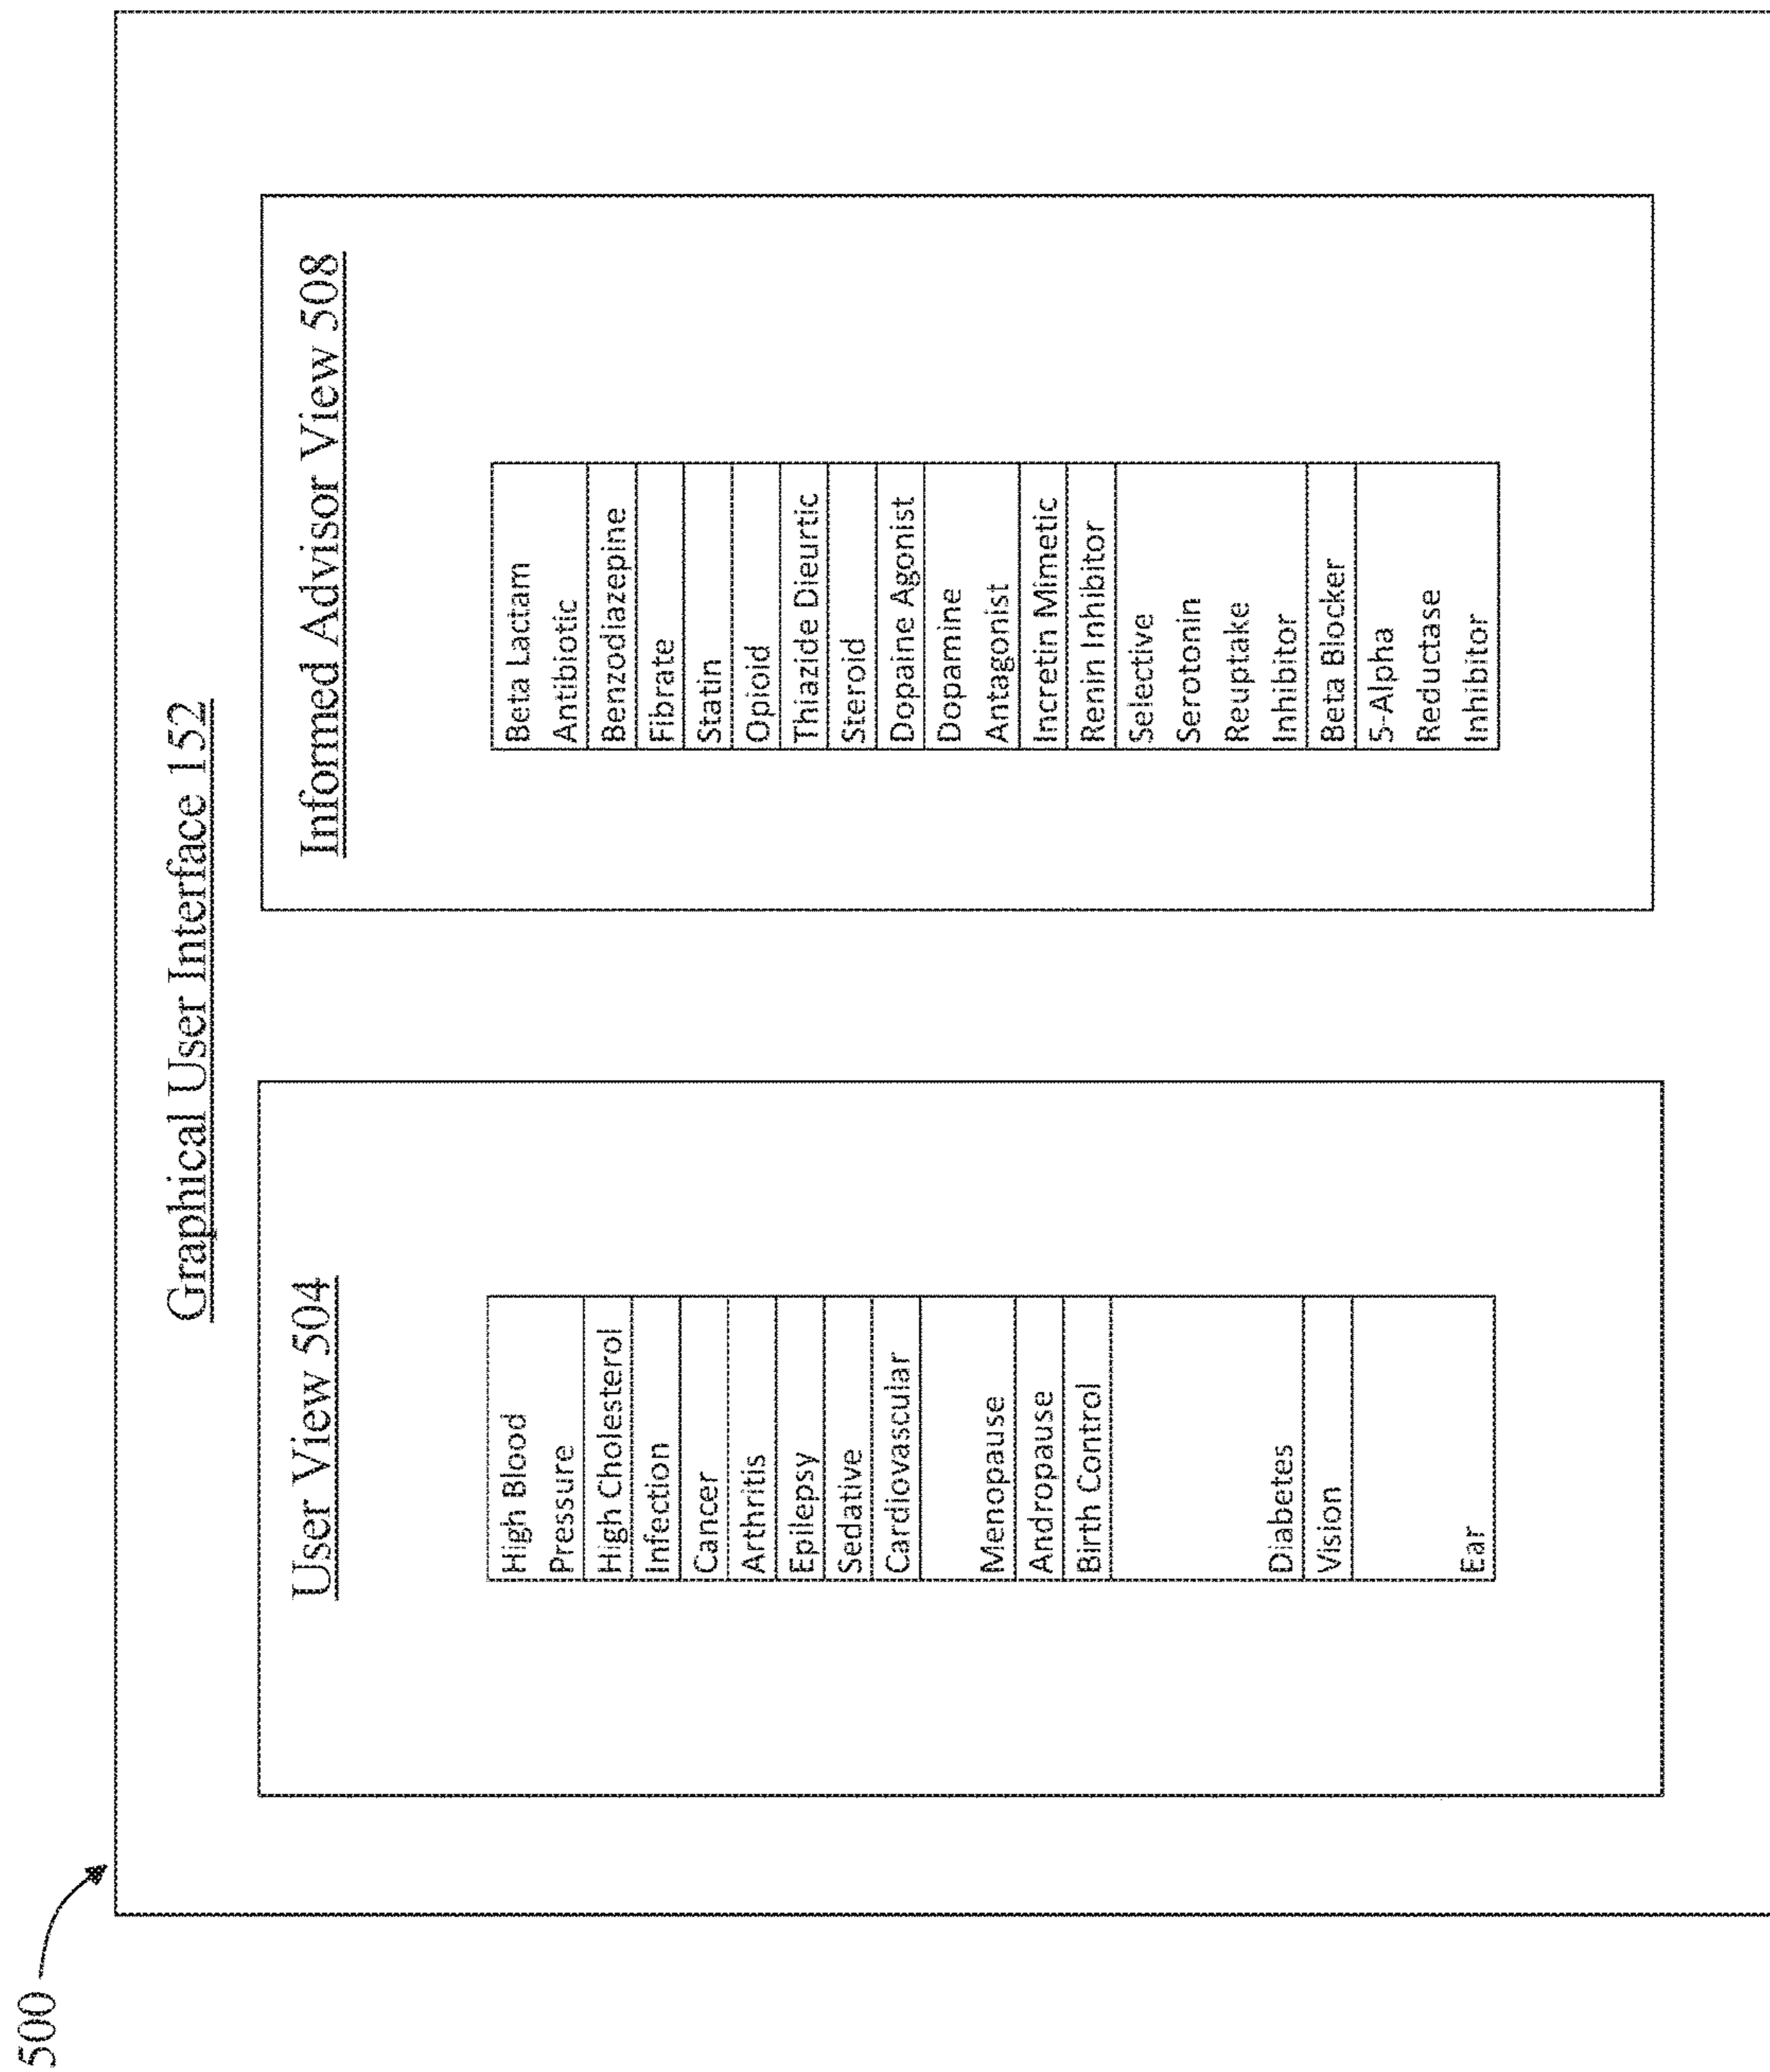 500
Graphical User Interface 152
User View 504
High Blood
Pressure
High Cholesterol
Infection
Cancer
Arthritis
Epilepsy
Sedative
Cardiovascular
Menopause
Andropause
Birth Control
Diabetes
Vision
Ear
Informed Advisor View 508
Beta Lactam
Antibiotic
Benzodiazepine
Fibrate
Statin
Opioid
Thiazide Dieurtic
Steroid
Dopaine Agonist
Dopamine
Antagonist
Incretin Mimetic
Renin Inhibitor
Selective
Serotonin
Reuptake
Inhibitor
Beta Blocker
5-Alpha
Reductase
Inhibitor